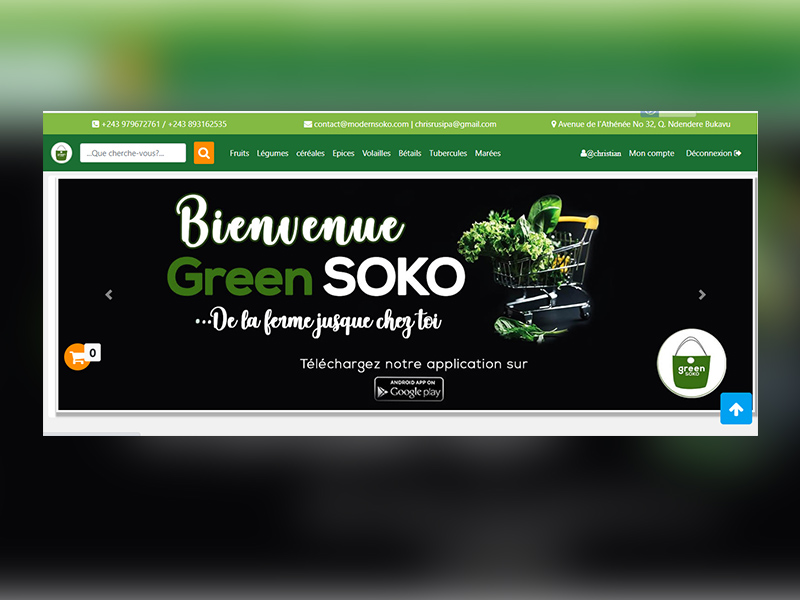 +243 979672761 / +243 893162535
contact@modernsoko.com | chrisrusipa@gmail.com
Avenue de l'Athénée No 32, Q. Ndendere Bukavu
...Que cherche-vous?...
Fruits Légumes céréales Epices Volailles Bétails Tubercules Marées
@christian Mon compte Déconnexion
Bienvenue
Green SOKO
...De la ferme jusque chez toi
0
Téléchargez notre application sur
ANDROID APP ON
Google play
green
SOKO